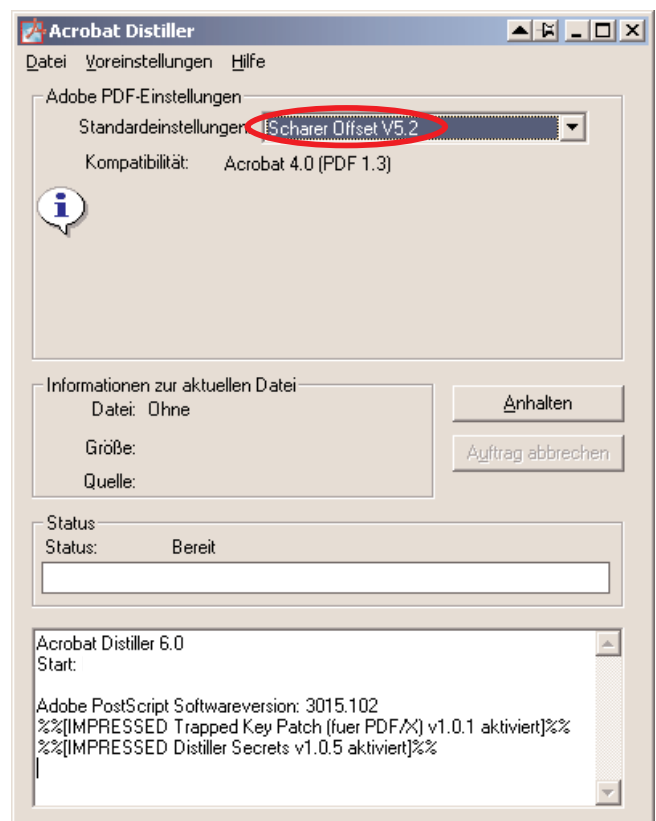 Acrobat Distiller
Datei Voreinstellungen Hilfe
Adobe PDF-Einstellungen
Standardeinstellungen: Scharer Offset V5.2
Kompatibilität: Acrobat 4.0 (PDF 1.3)
Informationen zur aktuellen Datei
Datei: Ohne
Anhalten
Größe:
Auftrag abbrechen
Quelle:
Status
Status: Bereit
Acrobat Distiller 6.0
Start:
Adobe PostScript Softwareversion: 3015.102
%%[IMPRESSED Trapped Key Patch (fuer PDF/X) v1.0.1 aktiviert]%%
%%[IMPRESSED Distiller Secrets v1.0.5 aktiviert]%%